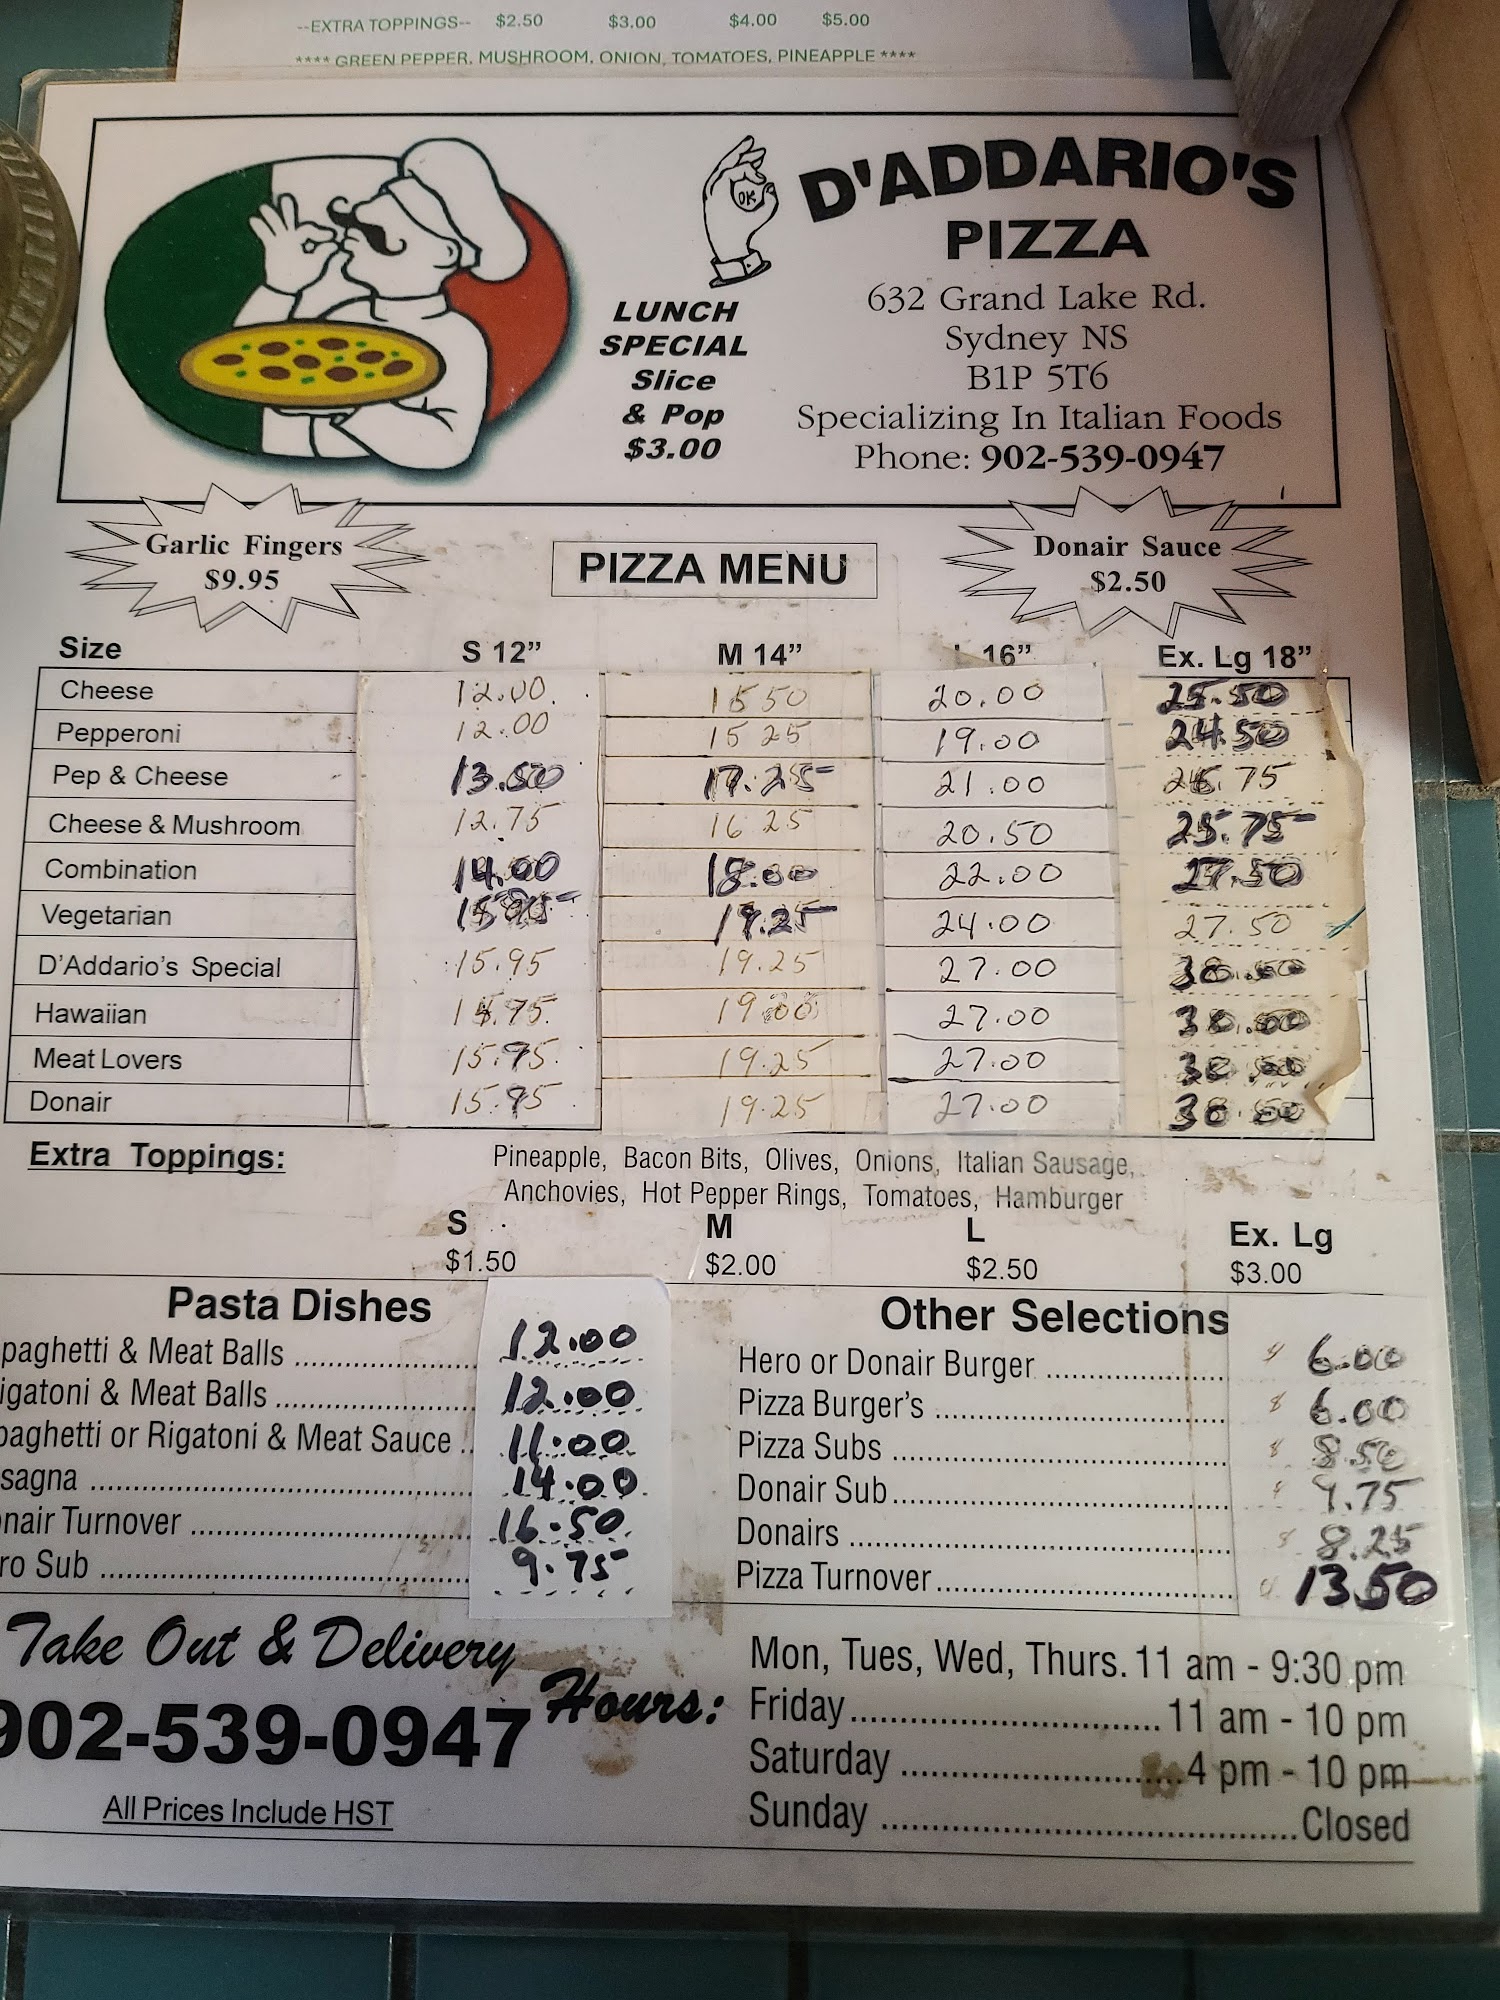 --EXTRA TOPPINGS-- $2.50 $3.00 $4.00 $5.00
**** GREEN PEPPER, MUSHROOM, ONION, TOMATOES, PINEAPPLE ****
OK
D'ADDARIO'S
PIZZA
632 Grand Lake Rd.
Sydney NS
B1P 5T6
Specializing In Italian Foods
Phone: 902-539-0947
LUNCH
SPECIAL
Slice
& Pop
$3.00
Garlic Fingers
$9.95
PIZZA MENU
Donair Sauce
$2.50
Size S 12" M 14" L 16" Ex. Lg 18"
Cheese 12.00 15 50 20.00 25.50
Pepperoni 12.00 15 25 19.00 24.50
Pep & Cheese 13.50 17.25 21.00 26.75
Cheese & Mushroom 12.75 16 25 20.50 25.75
Combination 14.00 18.00 22.00 27.50
Vegetarian 19.25 24.00 27.50
D'Addario's Special 15.95 19.25 27.00
Hawaiian 19.00 27.00 30.00
Meat Lovers 15.95 19.25 27.00
Donair 15.95 19.25 27.00
Extra Toppings: Pineapple, Bacon Bits, Olives, Onions, Italian Sausage,
Anchovies, Hot Pepper Rings, Tomatoes, Hamburger
S M L Ex. Lg
$1.50 $2.00 $2.50 $3.00
Pasta Dishes
paghetti & Meat Balls 12.00
igatoni & Meat Balls 12.00
paghetti or Rigatoni & Meat Sauce .. 11.00
sagna 14.00
nair Turnover 16.50
ro Sub 9.75
Other Selections
Hero or Donair Burger $ 6.00
Pizza Burger's $ 6.00
Pizza Subs $ 8.50
Donair Sub $ 9.75
Donairs $ 8.25
Pizza Turnover 13.50
Take Out & Delivery
902-539-0947
All Prices Include HST
Hours:
Mon, Tues, Wed, Thurs. 11 am - 9:30 pm
Friday 11 am - 10 pm
Saturday 4 pm - 10 pm
Sunday Closed